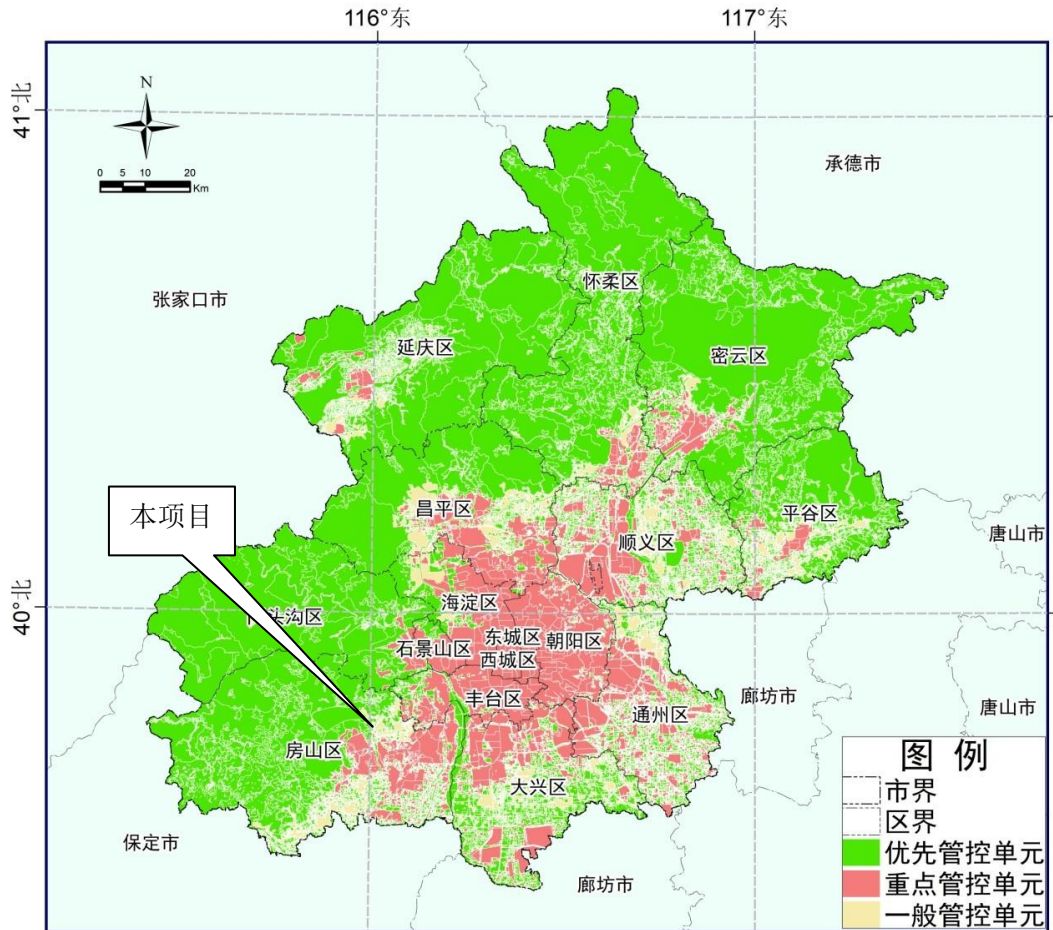 116°东
117°东
41°北
N
0 5 10 20
Km
承德市
怀柔区
张家口市
延庆区
密云区
本项目
昌平区
平谷区
顺义区
唐山市
40°北
海淀区
头沟区
东城区
朝阳区
石景山区
西城区
丰台区
通州区
廊坊市
唐山市
房山区
大兴区
保定市
廊坊市
图 例
市界
区界
优先管控单元
重点管控单元
一般管控单元